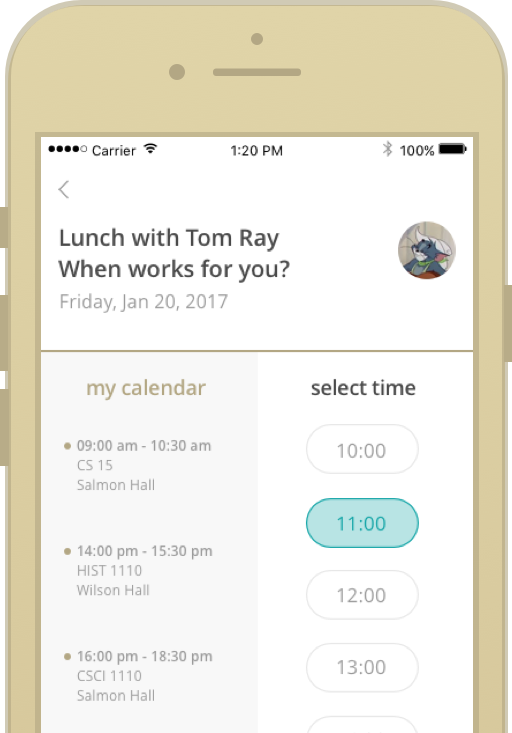 Carrier 1:20 PM 100%
Lunch with Tom Ray
When works for you?
Friday, Jan 20, 2017
my calendar
select time
09:00 am - 10:30 am
CS 15
Salmon Hall
14:00 pm - 15:30 pm
HIST 1110
Wilson Hall
16:00 pm - 18:30 pm
CSCI 1110
Salmon Hall
10:00
11:00
12:00
13:00